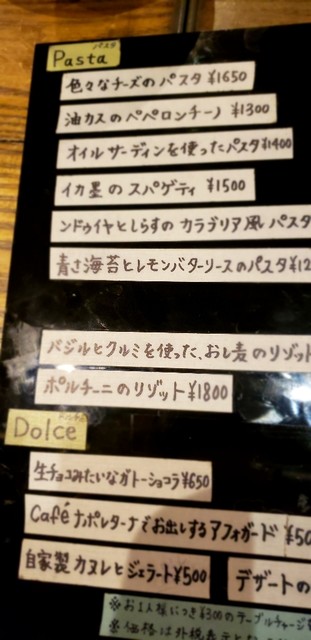 パスタ
Pasta
色々なチーズのパスタ ¥1650
油カスのペペロンチーノ ¥1300
オイルサーディンを使ったパスタ¥1400
イカ墨のスパゲティ ¥1500
ンドゥイヤとしらすのカラブリア風パスタ
青さ海苔とレモンバターソースのパスタ¥12
バジルとクルミを使った、おし麦のリゾット
ポルチーニのリゾット¥1800
Dolce
生チョコみたいなガトーショコラ¥650
Café ナポレターナでお出しするアフォガード ¥50
自家製カヌレとジェラート¥500
デザートの
※お1人様につき¥300のテーブルチャージ
※価格は外税表